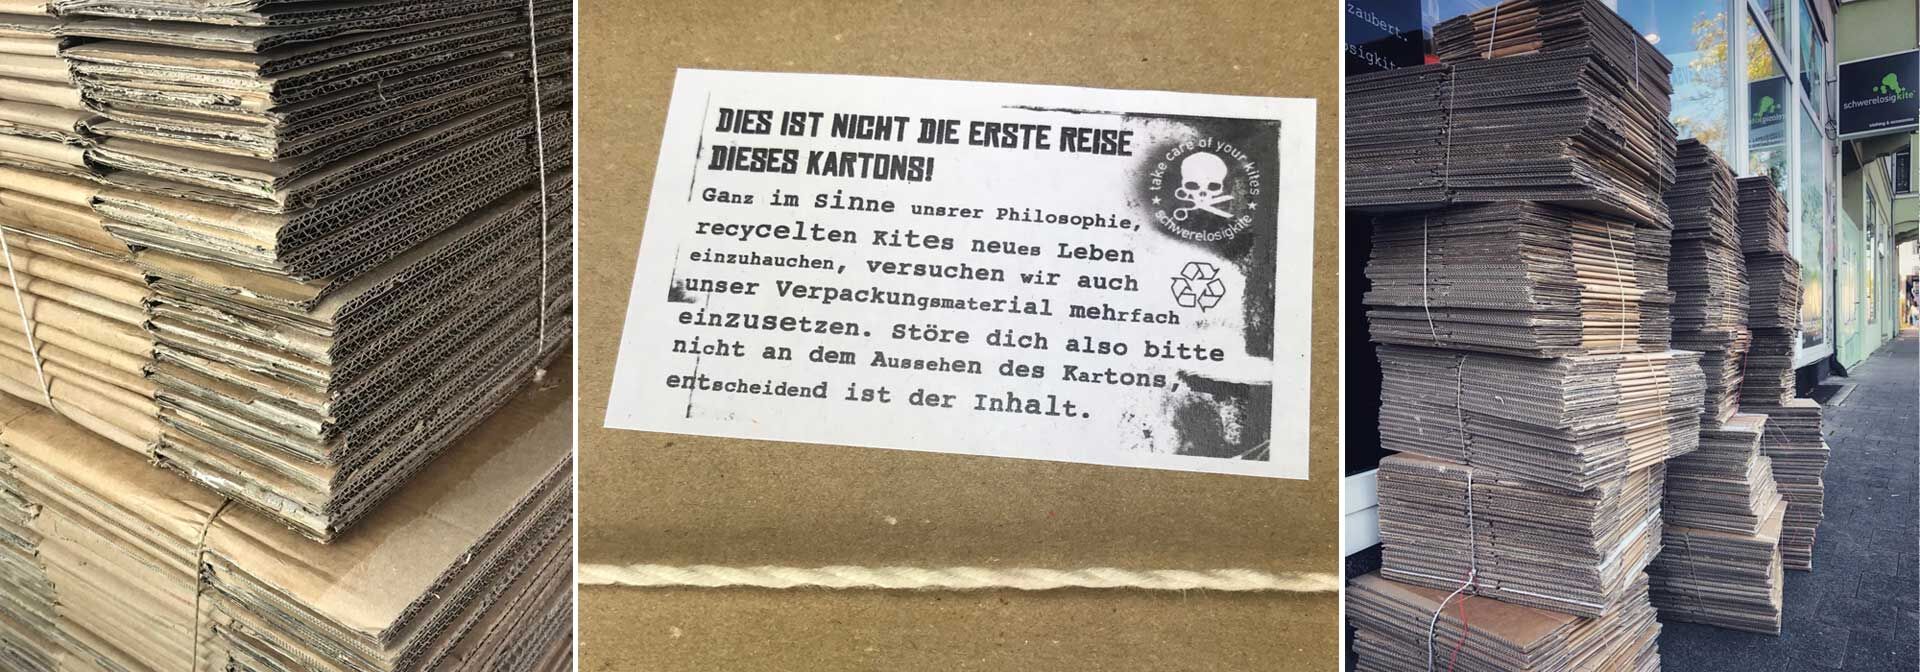 DIES IST NICHT DIE ERSTE REISE
DIESES KARTONS!
Ganz im Sinne unsrer Philosophie,
recycelten Kites neues Leben
einzuhauchen, versuchen wir auch
unser Verpackungsmaterial mehrfach
einzusetzen. Störe dich also bitte
nicht an dem Aussehen des Kartons,
entscheidend ist der Inhalt.
take care of your kites
schwerelosigkite
zaubert.
osigkite
schwerelosigkite